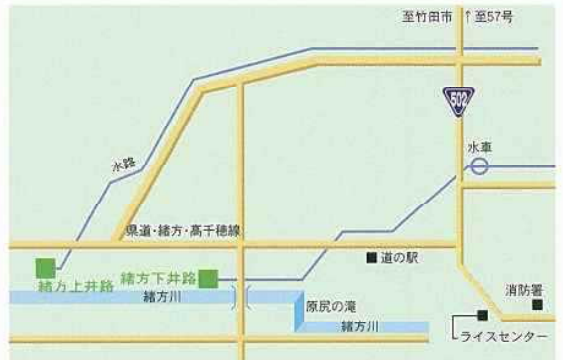 至竹田市 ↑至57号
502
水車
水路
県道・緒方・高千穂線
道の駅
緒方上井路
緒方下井路
緒方川
原尻の滝
緒方川
消防署
ライスセンター